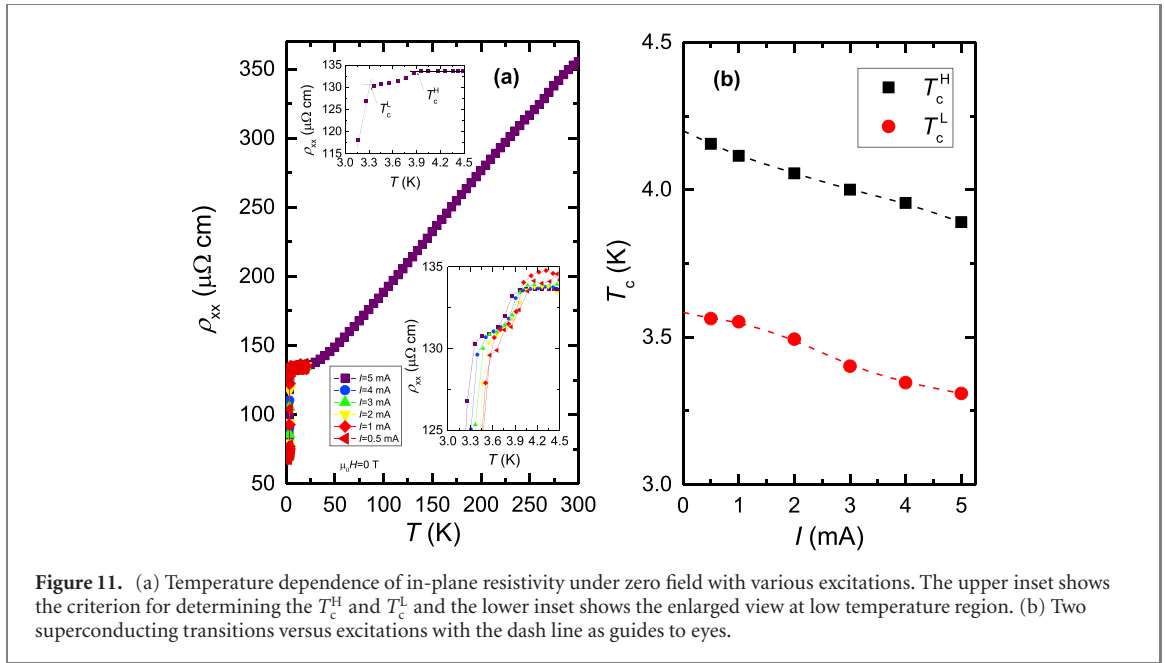 (a)
350
300
250
200
150
100
50
0 50 100 150 200 250 300
ρxx (μΩ cm)
T (K)
135
130
125
120
115
3.0 3.3 3.6 3.9 4.2 4.5
ρxx (μΩ cm)
T (K)
TcL
TcH
135
130
125
3.0 3.3 3.6 3.9 4.2 4.5
ρxx (μΩ cm)
T (K)
I=5 mA
I=4 mA
I=3 mA
I=2 mA
I=1 mA
I=0.5 mA
μ0H=0 T
(b)
TcH
TcL
4.5
4.0
3.5
3.0
0 1 2 3 4 5
Tc (K)
I (mA)
Figure 11. (a) Temperature dependence of in-plane resistivity under zero field with various excitations. The upper inset shows
the criterion for determining the TcH and TcL and the lower inset shows the enlarged view at low temperature region. (b) Two
superconducting transitions versus excitations with the dash line as guides to eyes.